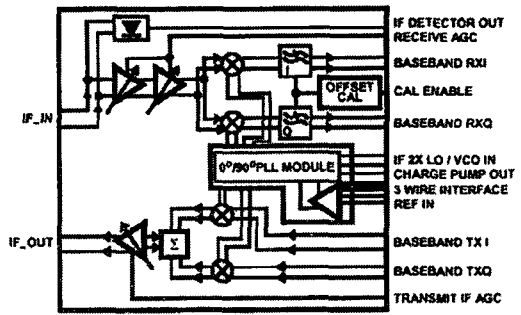 IF DETECTOR OUT
RECEIVE AGC
BASEBAND RXI
I
OFFSET
CAL
CAL ENABLE
IF_IN
BASEBAND RXQ
Q
0°/90° PLL MODULE
IF 2X LO / VCO IN
CHARGE PUMP OUT
3 WIRE INTERFACE
REF IN
IF_OUT
Σ
BASEBAND TX I
BASEBAND TXQ
TRANSMIT IF AGC